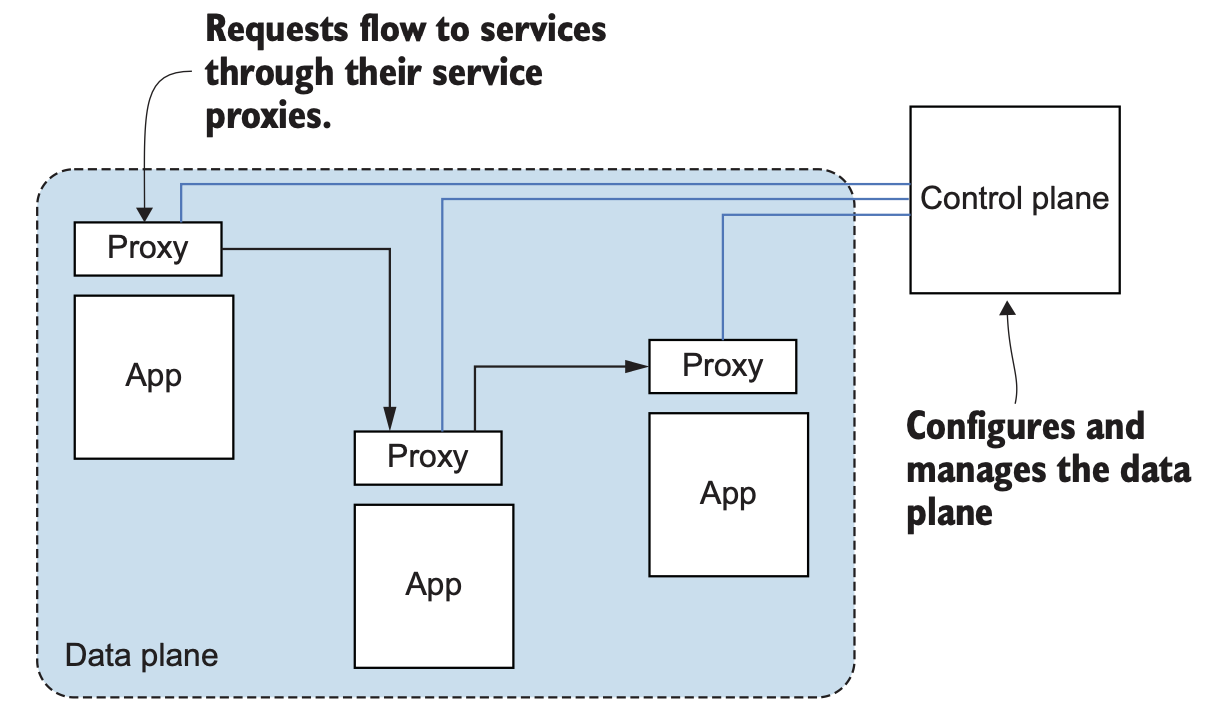 Requests flow to services
through their service
proxies.
Control plane
Proxy
App
Proxy
App
Configures and
manages the data
plane
Proxy
App
Data plane